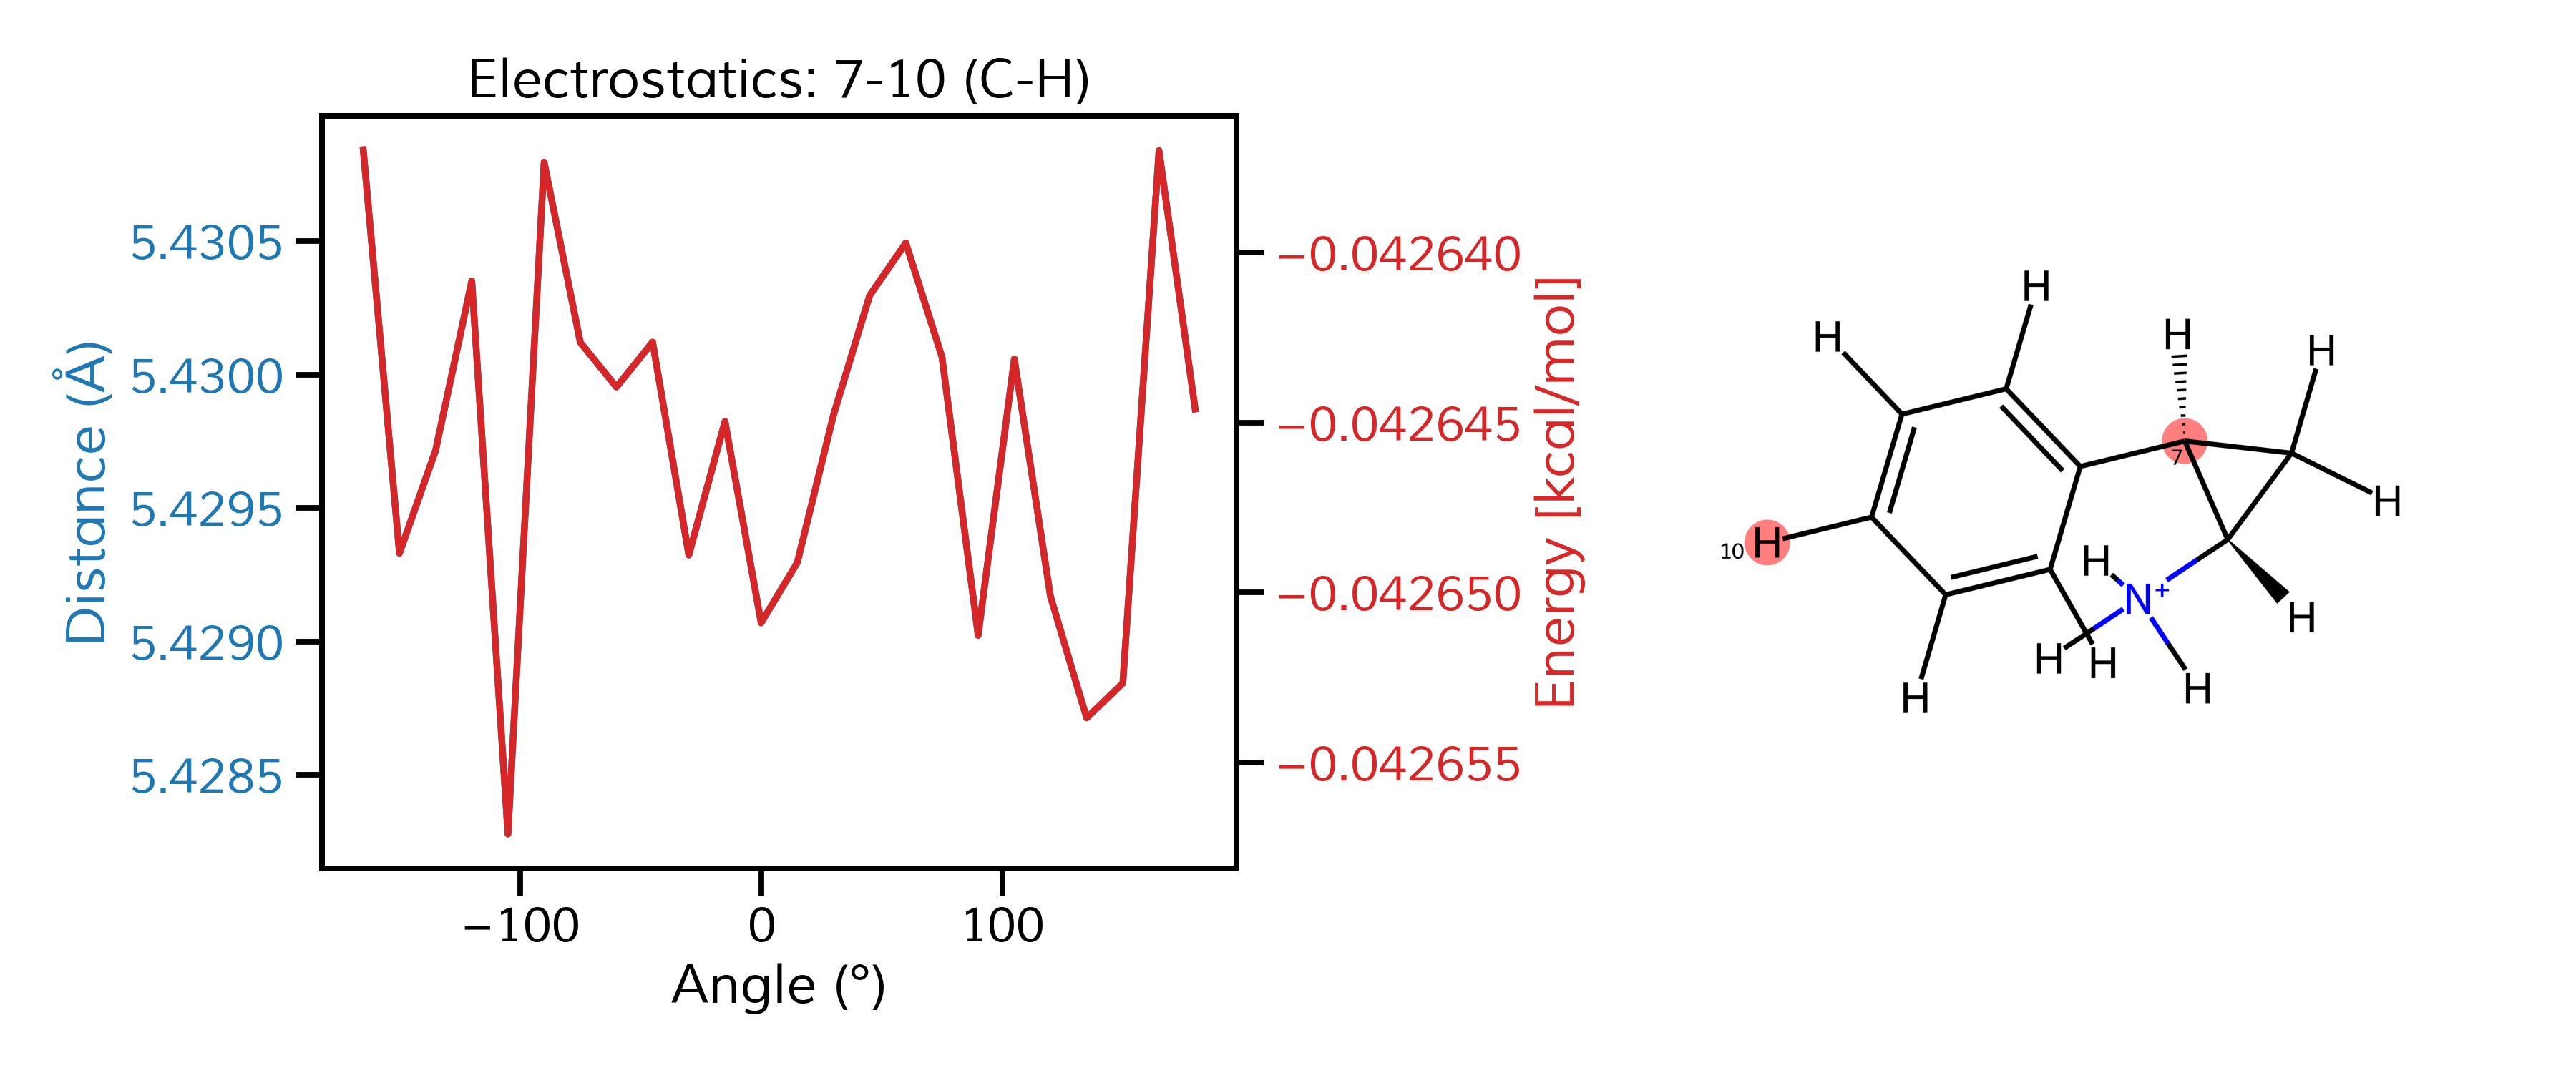 Electrostatics: 7-10 (C-H)
Distance (Å)
5.4305
5.4300
5.4295
5.4290
5.4285
−0.042640
−0.042645
−0.042650
−0.042655
Energy [kcal/mol]
−100 0 100
Angle (°)
H
H
H
H
7
H
10 H
H
N+
H
H
H
H
H